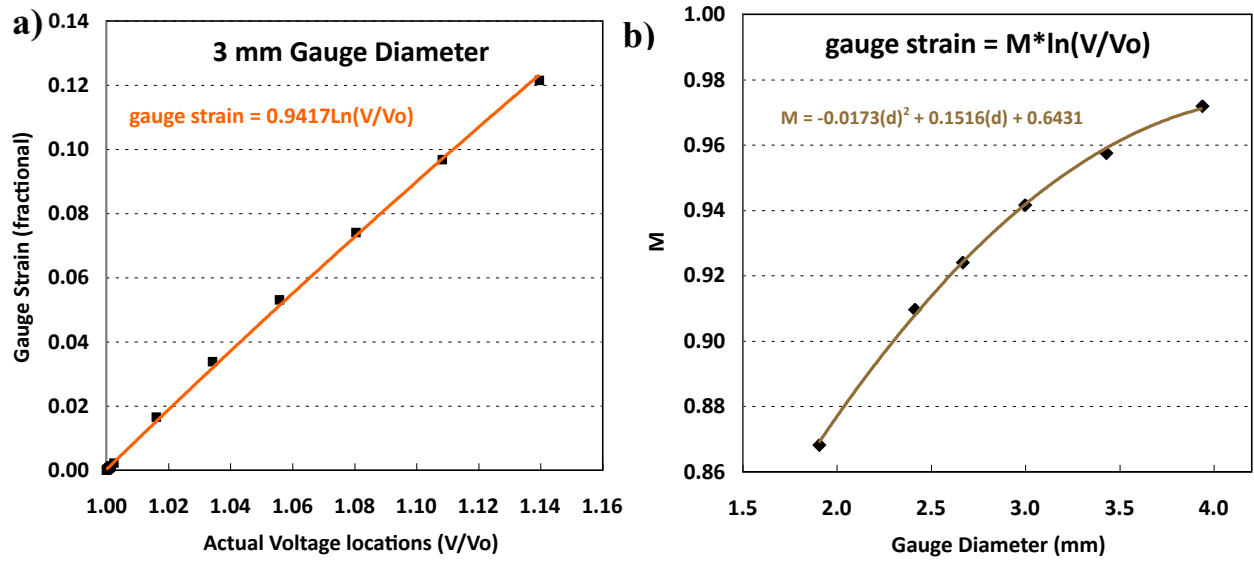 a)
3 mm Gauge Diameter
gauge strain = 0.9417Ln(V/Vo)
Gauge Strain (fractional)
0.14
0.12
0.10
0.08
0.06
0.04
0.02
0.00
1.00 1.02 1.04 1.06 1.08 1.10 1.12 1.14 1.16
Actual Voltage locations (V/Vo)
b)
gauge strain = M*ln(V/Vo)
M = -0.0173(d)² + 0.1516(d) + 0.6431
M
1.00
0.98
0.96
0.94
0.92
0.90
0.88
0.86
1.5 2.0 2.5 3.0 3.5 4.0
Gauge Diameter (mm)